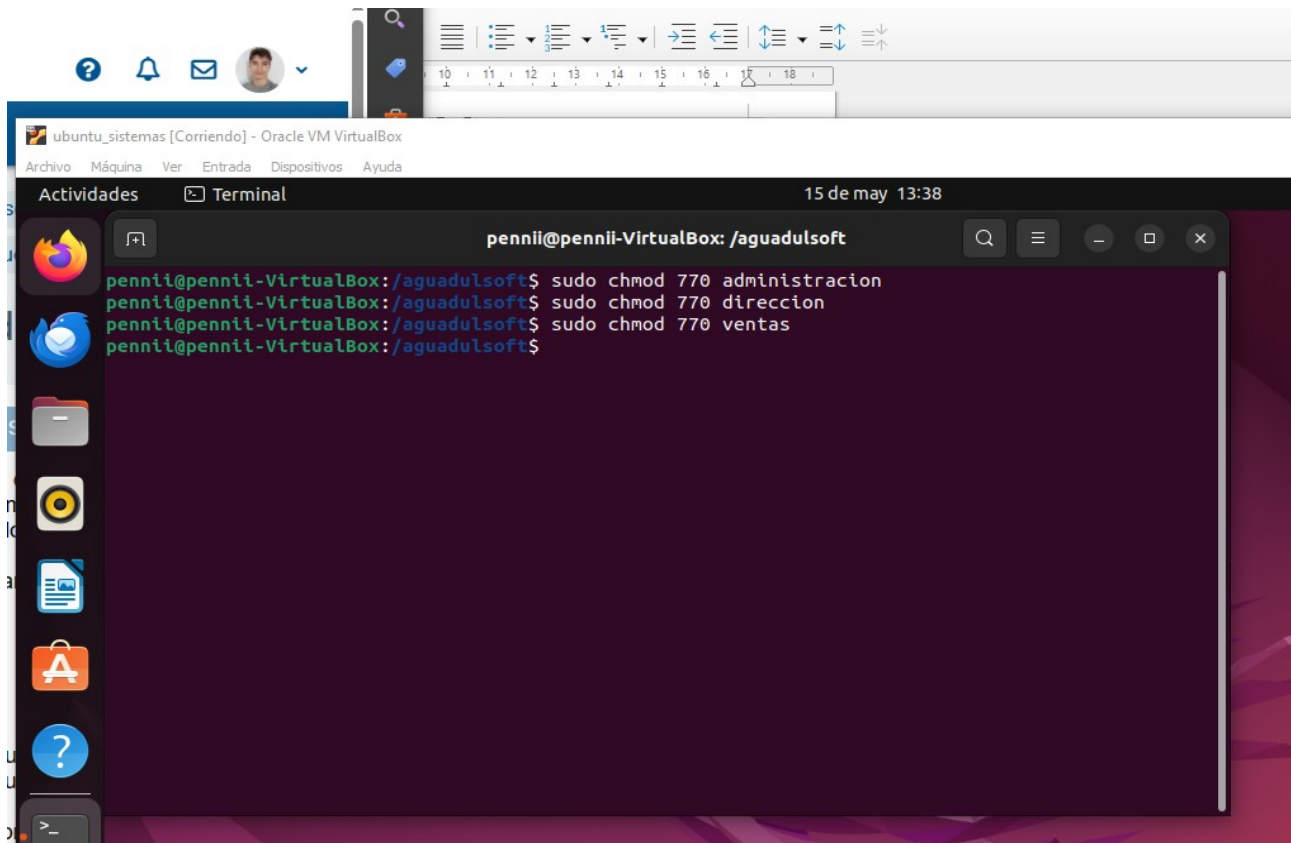 10 11 12 13 14 15 16 17 18
ubuntu_sistemas [Corriendo] - Oracle VM VirtualBox
Archivo Máquina Ver Entrada Dispositivos Ayuda
Actividades Terminal 15 de may 13:38
pennii@pennii-VirtualBox: /aguadulsoft
pennii@pennii-VirtualBox:/aguadulsoft$ sudo chmod 770 administracion
pennii@pennii-VirtualBox:/aguadulsoft$ sudo chmod 770 direccion
pennii@pennii-VirtualBox:/aguadulsoft$ sudo chmod 770 ventas
pennii@pennii-VirtualBox:/aguadulsoft$